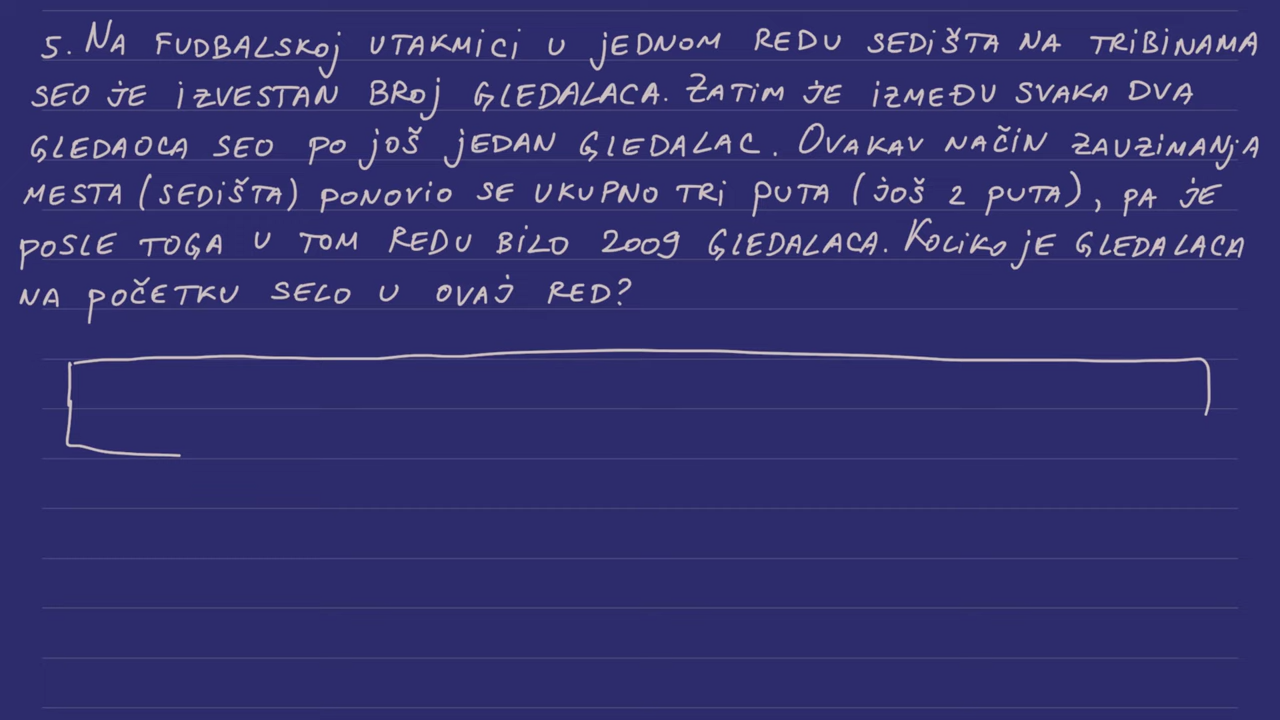 5. NA FUDBALSKOJ UTAKMICI U JEDNOM REDU SEDIŠTA NA TRIBINAMA
SEO JE IZVESTAN BROJ GLEDALACA. ZATIM JE IZMEĐU SVAKA DVA
GLEDAOCA SEO PO JOŠ JEDAN GLEDALAC. OVAKAV NAČIN ZAUZIMANJA
MESTA (SEDIŠTA) PONOVIO SE UKUPNO TRI PUTA (JOŠ 2 PUTA), PA JE
POSLE TOGA U TOM REDU BILO 2009 GLEDALACA. KOLIKO JE GLEDALACA
NA POČETKU SELO U OVAJ RED?